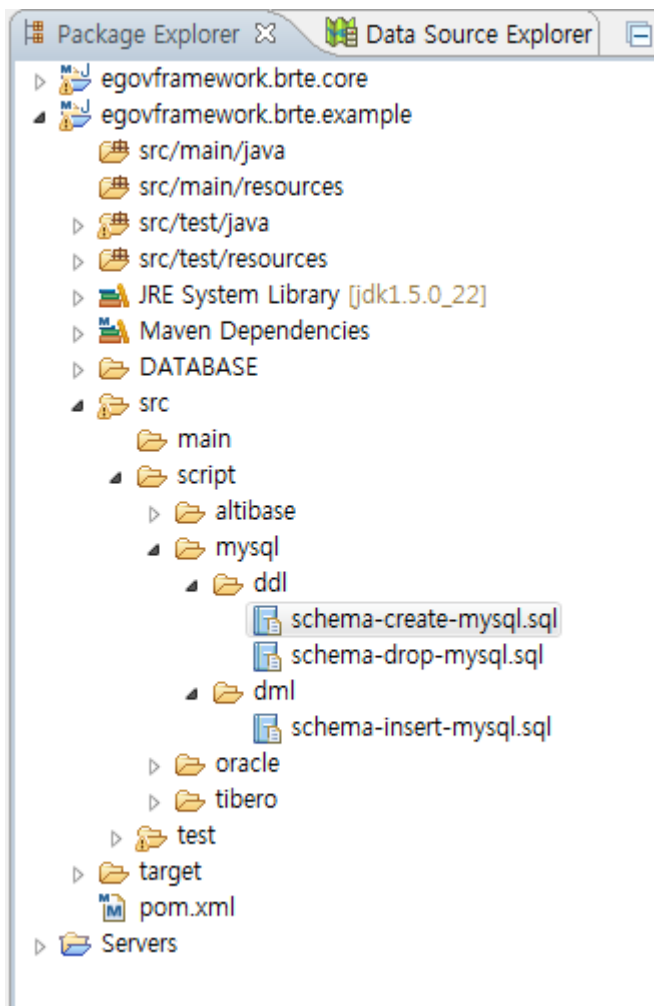 Package Explorer Data Source Explorer
egovframework.brte.core
egovframework.brte.example
src/main/java
src/main/resources
src/test/java
src/test/resources
JRE System Library [jdk1.5.0_22]
Maven Dependencies
DATABASE
src
main
script
altibase
mysql
ddl
schema-create-mysql.sql
schema-drop-mysql.sql
dml
schema-insert-mysql.sql
oracle
tibero
test
target
pom.xml
Servers